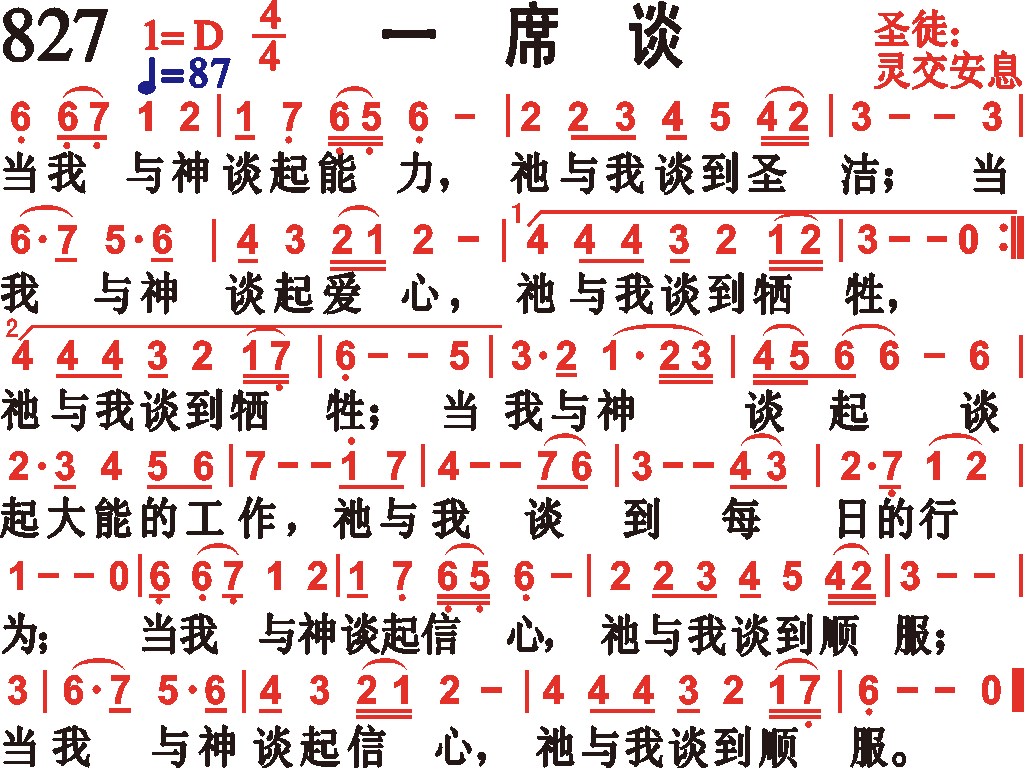 827 1=D 4/4 一席谈 圣徒:
♩=87 灵交安息
6 6 7 1 2 | 1 7 6 5 6 - | 2 2 3 4 5 4 2 | 3 - - 3 |
当我 与神谈起能 力, 祂与我谈到圣 洁; 当
6·7 5·6 | 4 3 2 1 2 - | 1 4 4 4 3 2 1 2 | 3 - - 0 :||
我 与神 谈起爱 心, 祂与我谈到牺 牲,
2 4 4 4 3 2 1 7 | 6 - - 5 | 3·2 1·2 3 | 4 5 6 6 - 6 |
祂与我谈到牺 牲; 当 我与神 谈 起 谈
2·3 4 5 6 | 7 - - 1 7 | 4 - - 7 6 | 3 - - 4 3 | 2·7 1 2 |
起大能的工作, 祂与我 谈 到 每 日的行
1 - - 0 | 6 6 7 1 2 | 1 7 6 5 6 - | 2 2 3 4 5 4 2 | 3 - - |
为; 当我 与神谈起信 心, 祂与我谈到顺 服;
3 | 6·7 5·6 | 4 3 2 1 2 - | 4 4 4 3 2 1 7 | 6 - - 0
当我 与神谈起信 心, 祂与我谈到顺 服。